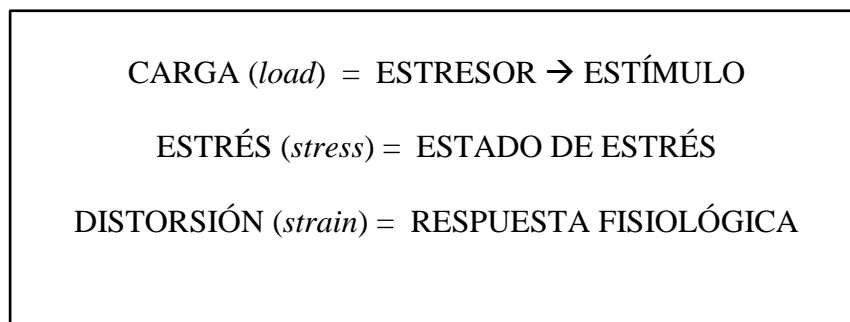 CARGA (load) = ESTRESOR → ESTÍMULO
ESTRÉS (stress) = ESTADO DE ESTRÉS
DISTORSIÓN (strain) = RESPUESTA FISIOLÓGICA